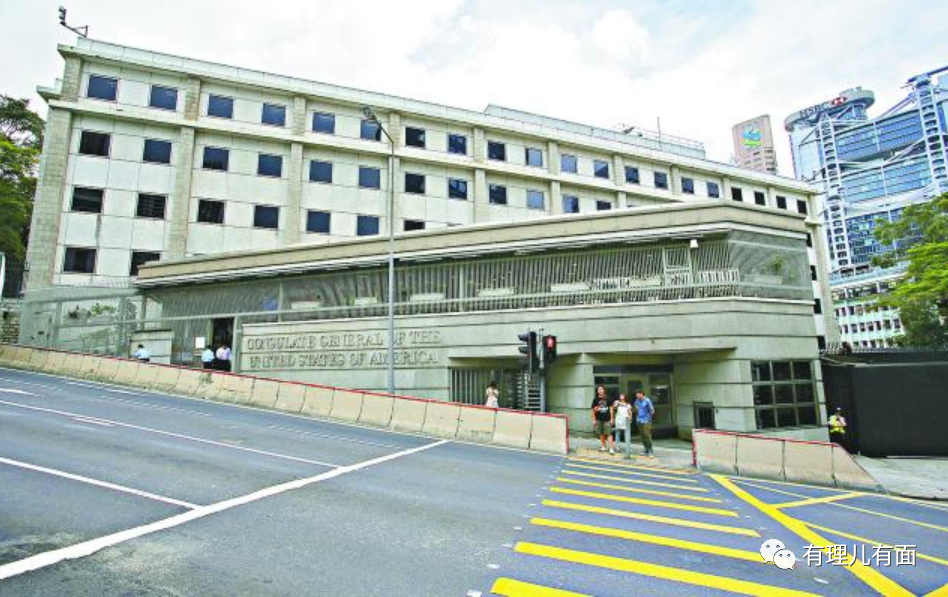 HSBC
CONSULATE GENERAL OF THE
UNITED STATES OF AMERICA
有理儿有面